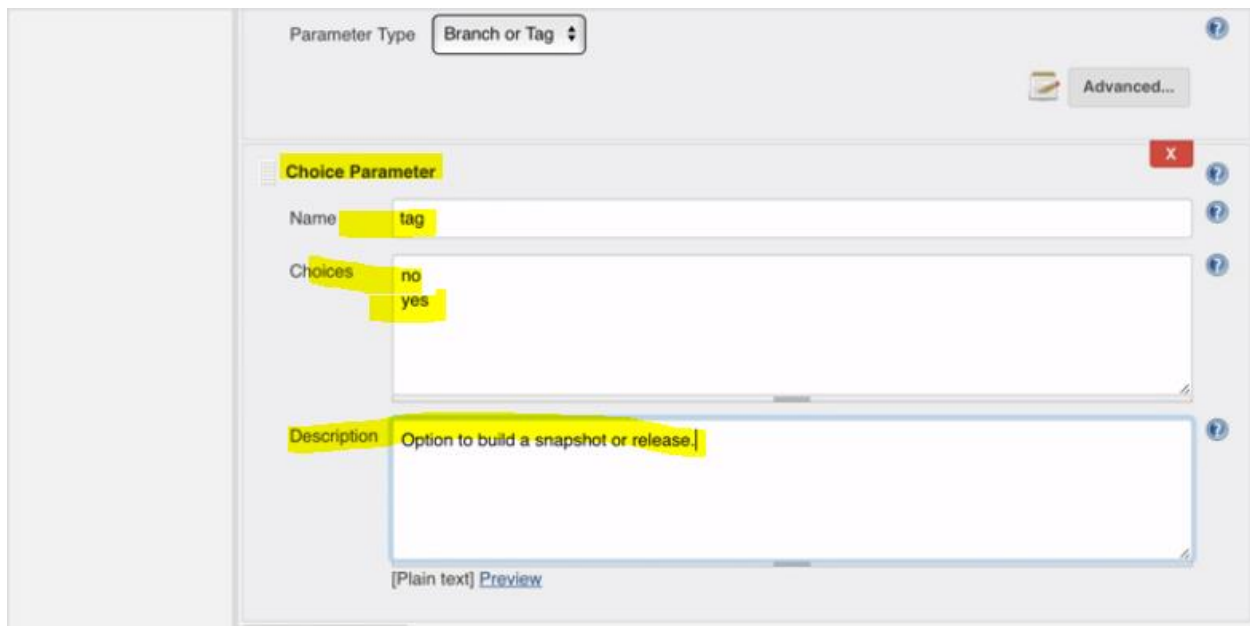 Parameter Type Branch or Tag
Advanced...
X
Choice Parameter
Name tag
Choices no
yes
Description Option to build a snapshot or release.
[Plain text] Preview